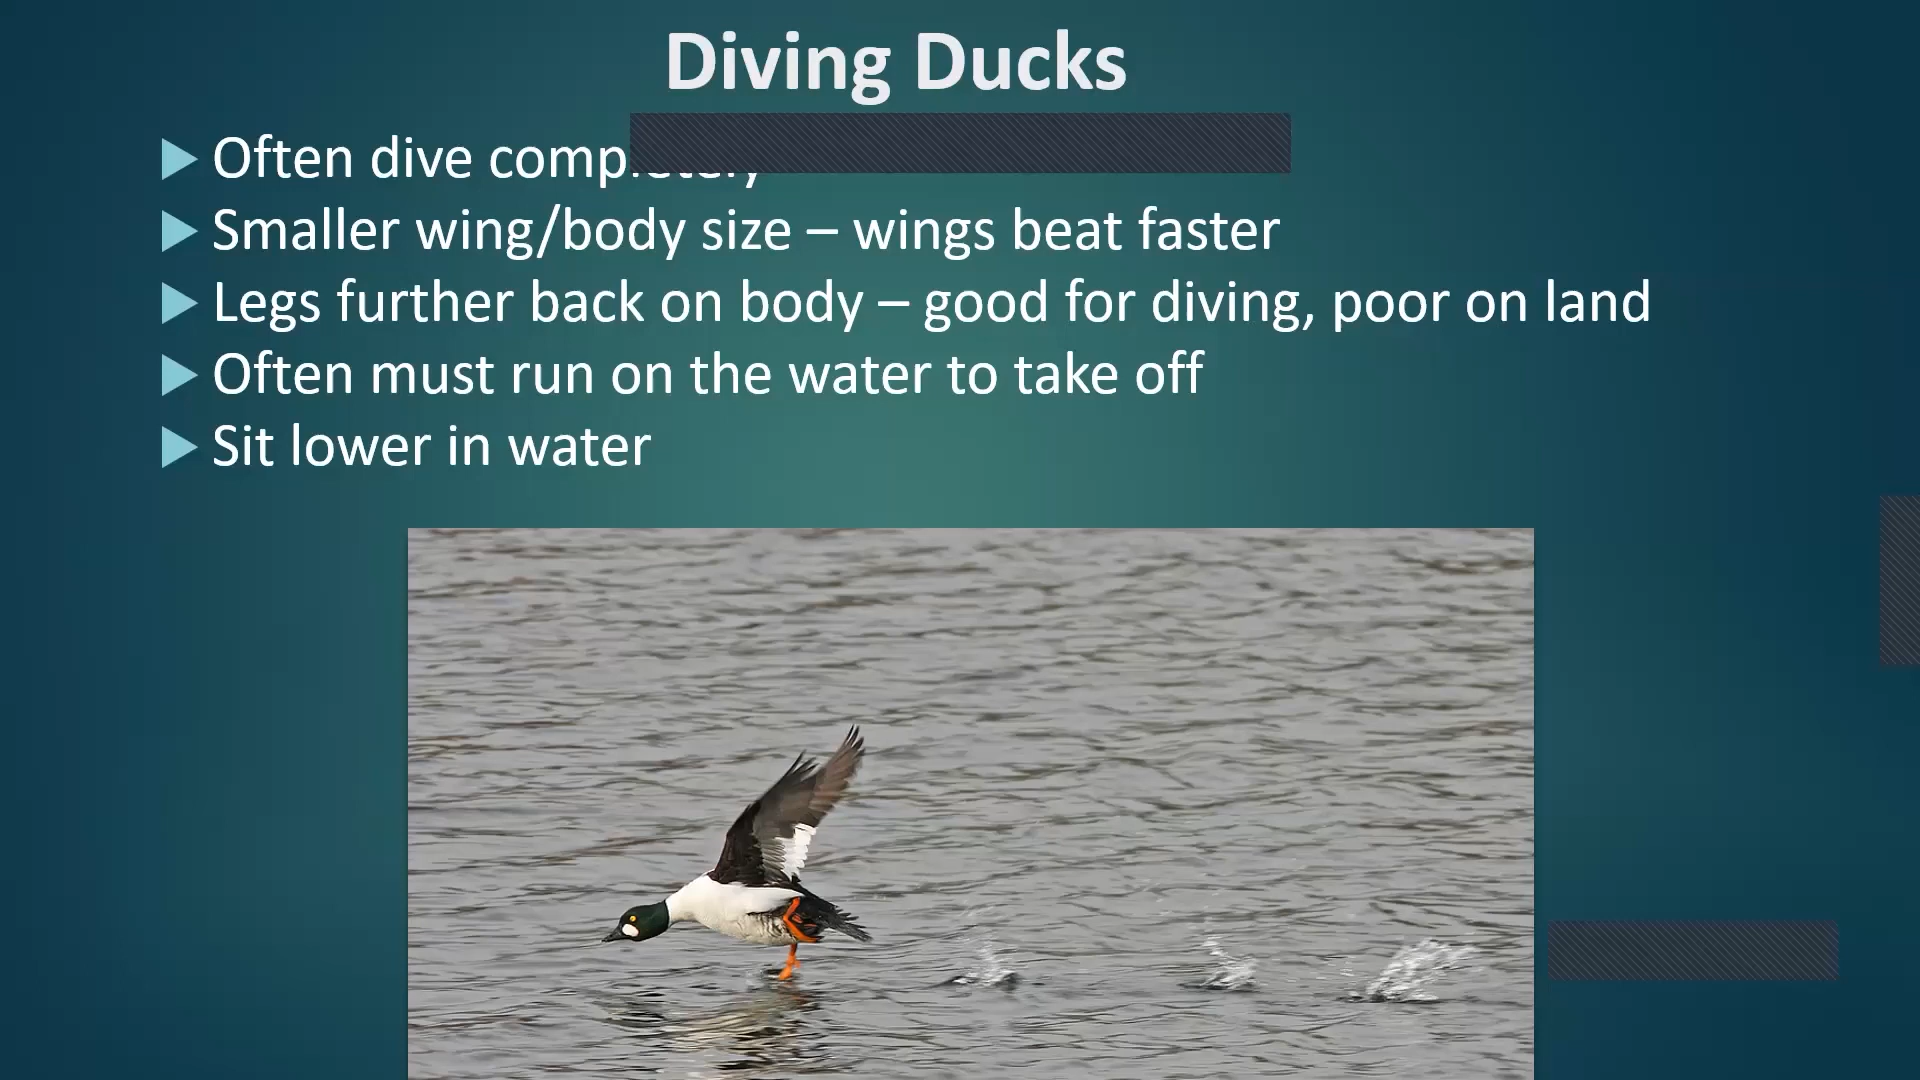 Diving Ducks
Often dive
Smaller wing/body size – wings beat faster
Legs further back on body – good for diving, poor on land
Often must run on the water to take off
Sit lower in water